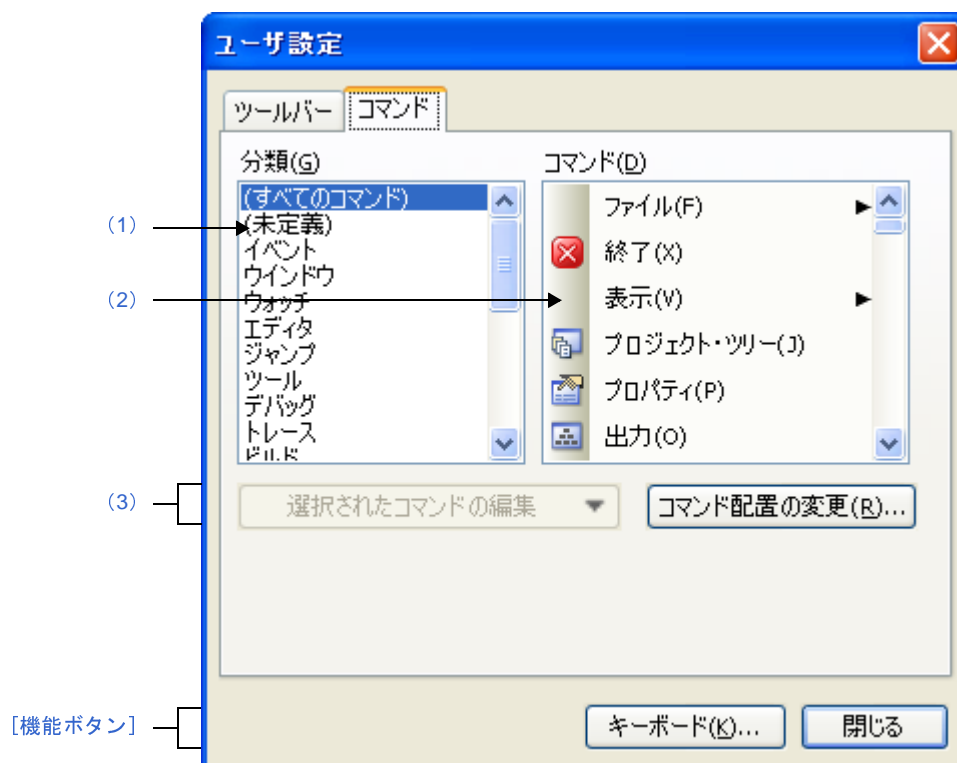 ユーザ設定
ツールバー コマンド
分類(G) コマンド(D)
(すべてのコマンド)
(未定義)
イベント
ウインドウ
ウォッチ
エディタ
ジャンプ
ツール
デバッグ
トレース
ビルド
ファイル(F)
終了(X)
表示(V)
プロジェクト・ツリー(J)
プロパティ(P)
出力(O)
選択されたコマンドの編集 コマンド配置の変更(R)...
キーボード(K)... 閉じる
(1)
(2)
(3)
[機能ボタン]